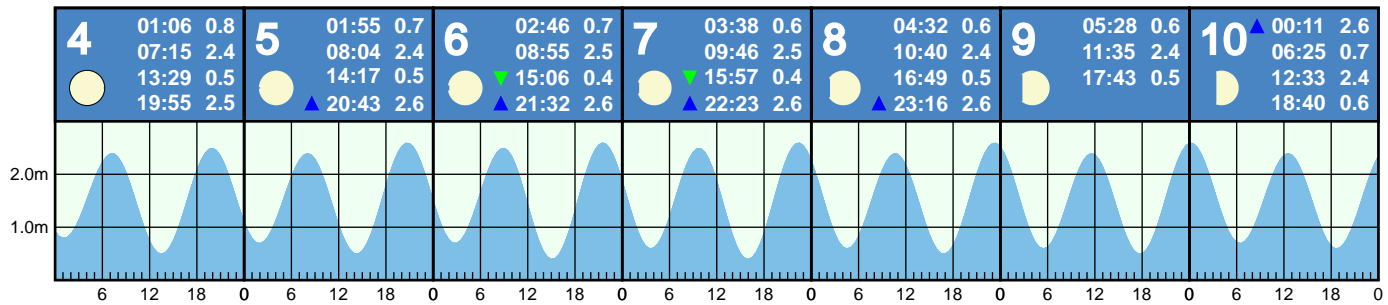 4
01:06 0.8
07:15 2.4
13:29 0.5
19:55 2.5
5
01:55 0.7
08:04 2.4
14:17 0.5
▲ 20:43 2.6
6
02:46 0.7
08:55 2.5
▼ 15:06 0.4
▲ 21:32 2.6
7
03:38 0.6
09:46 2.5
▼ 15:57 0.4
▲ 22:23 2.6
8
04:32 0.6
10:40 2.4
16:49 0.5
▲ 23:16 2.6
9
05:28 0.6
11:35 2.4
17:43 0.5
10
▲ 00:11 2.6
06:25 0.7
12:33 2.4
18:40 0.6
2.0m
1.0m
6 12 18 0 6 12 18 0 6 12 18 0 6 12 18 0 6 12 18 0 6 12 18 0 6 12 18 0